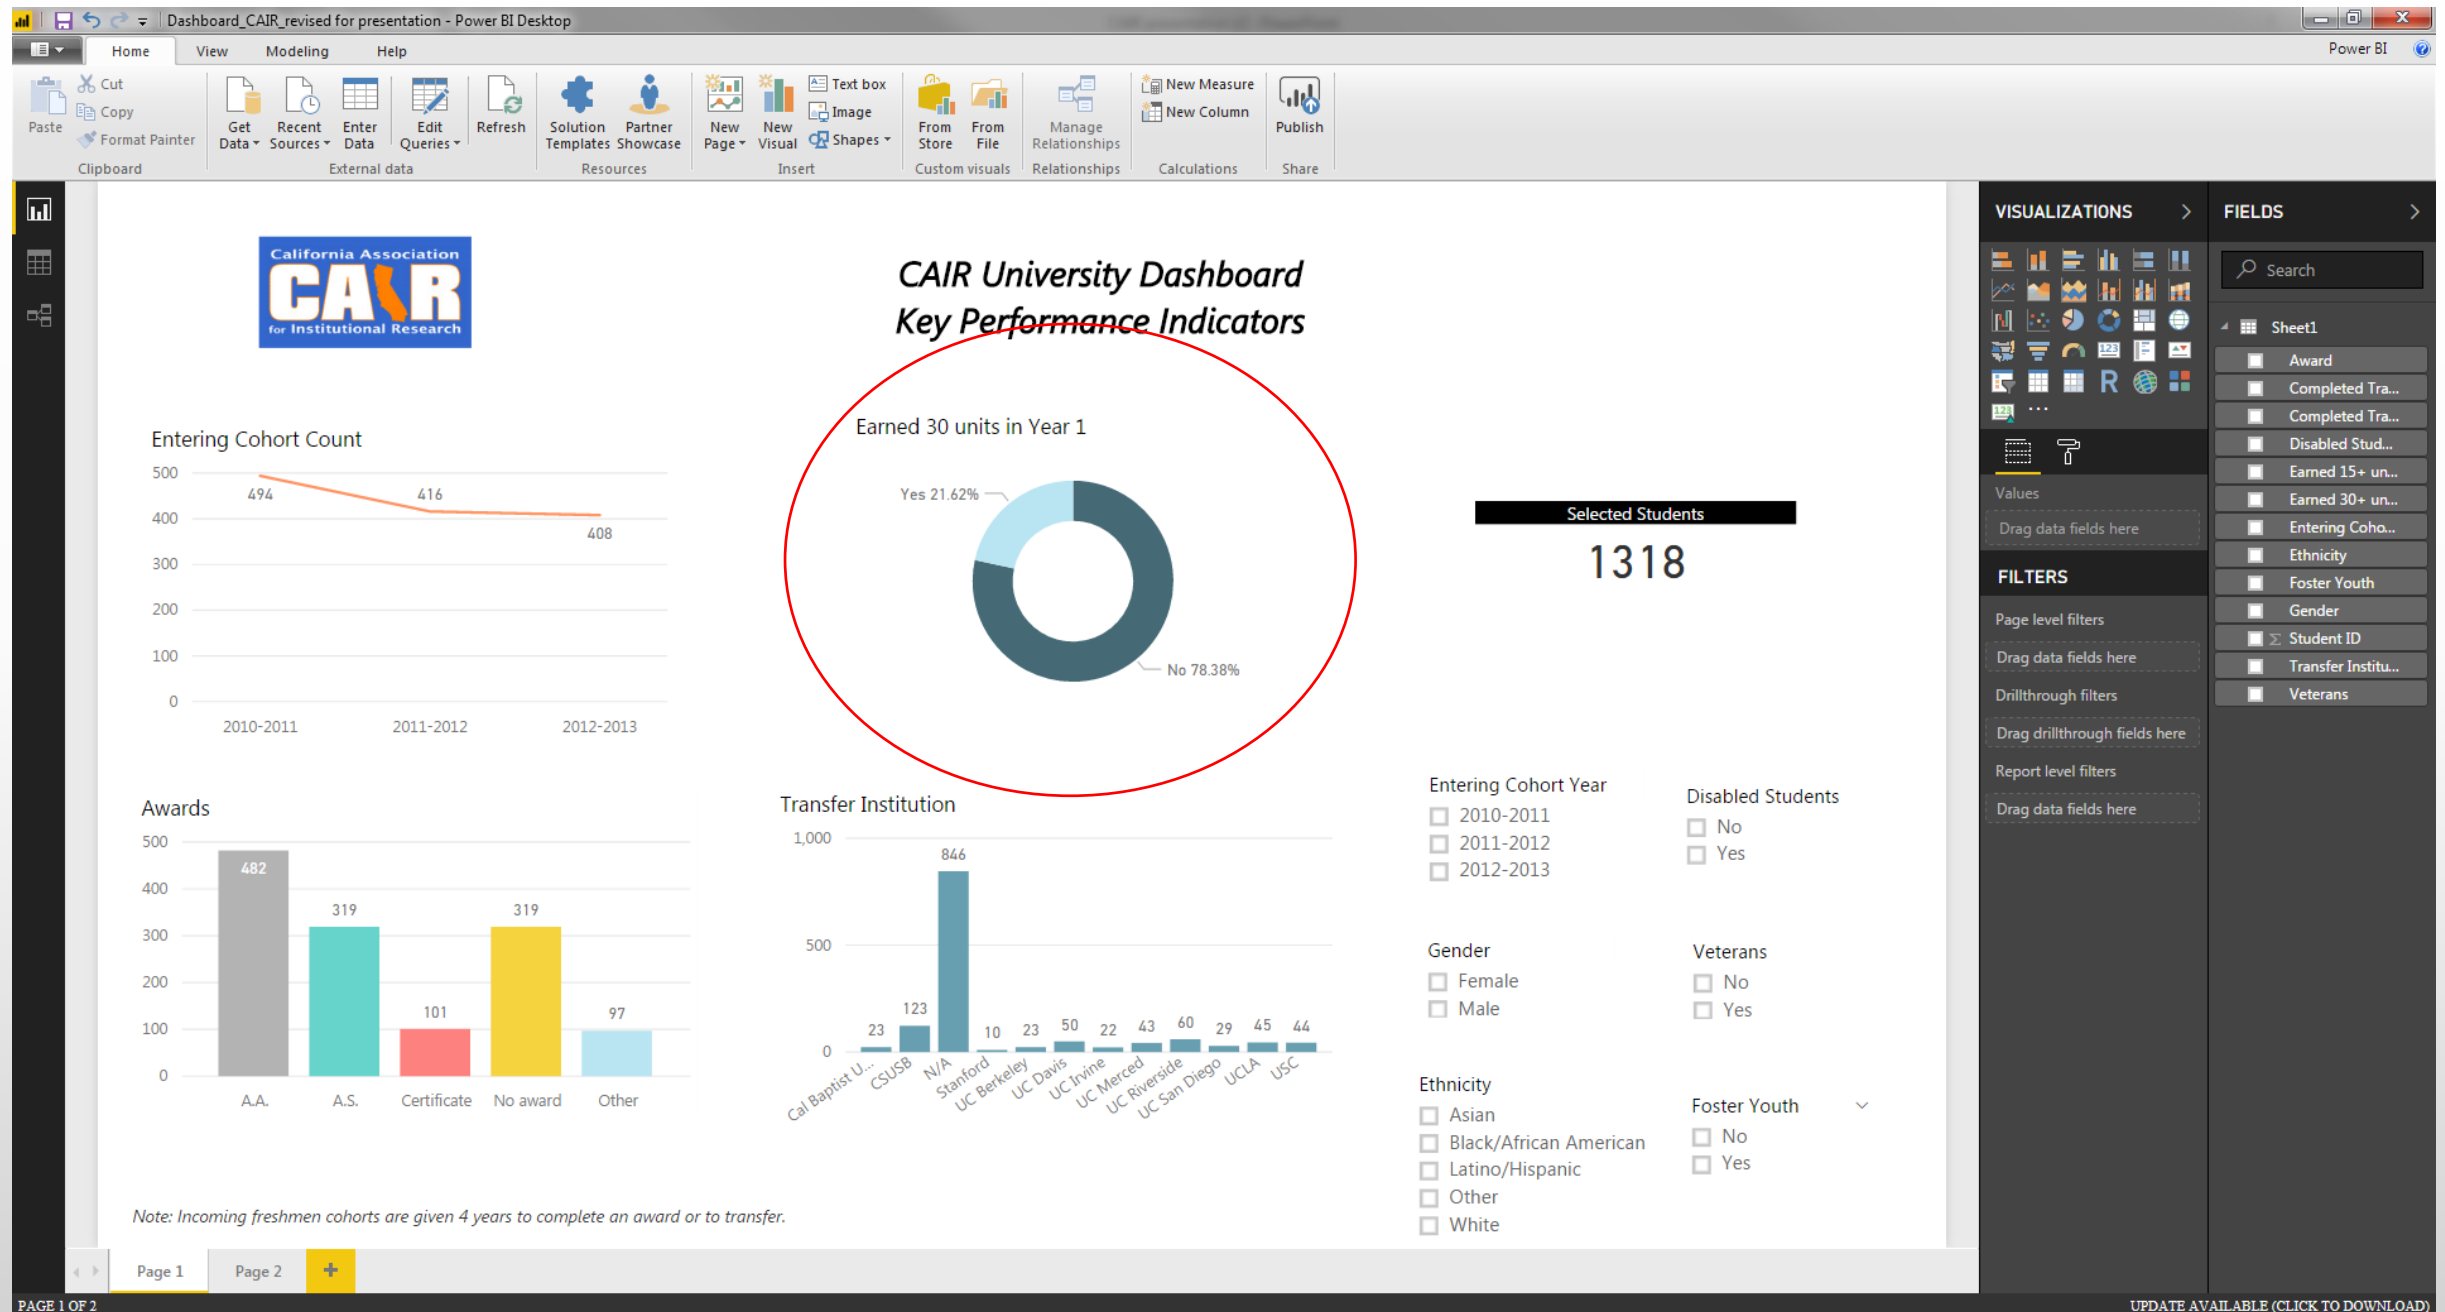 Dashboard_CAIR_revised for presentation - Power BI Desktop
Home View Modeling Help
Power BI
Paste
Cut
Copy
Format Painter
Clipboard
Get Data
Recent Sources
Enter Data
Edit Queries
Refresh
External data
Solution Templates
Partner Showcase
Resources
New Page
New Visual
Text box
Image
Shapes
Insert
From Store
From File
Custom visuals
Manage Relationships
Relationships
New Measure
New Column
Calculations
Publish
Share
California Association
CAIR
for Institutional Research
CAIR University Dashboard
Key Performance Indicators
Entering Cohort Count
500
400
300
200
100
0
494
416
408
2010-2011
2011-2012
2012-2013
Earned 30 units in Year 1
Yes 21.62%
No 78.38%
Selected Students
1318
Awards
500
400
300
200
100
0
482
319
101
319
97
A.A.
A.S.
Certificate
No award
Other
Transfer Institution
1,000
500
0
23
123
846
10
23
50
22
43
60
29
45
44
Cal Baptist U...
CSUSB
N/A
Stanford
UC Berkeley
UC Davis
UC Irvine
UC Merced
UC Riverside
UC San Diego
UCLA
USC
Entering Cohort Year
2010-2011
2011-2012
2012-2013
Disabled Students
No
Yes
Gender
Female
Male
Veterans
No
Yes
Ethnicity
Asian
Black/African American
Latino/Hispanic
Other
White
Foster Youth
No
Yes
Note: Incoming freshmen cohorts are given 4 years to complete an award or to transfer.
VISUALIZATIONS
123
R
123
Values
Drag data fields here
FILTERS
Page level filters
Drag data fields here
Drillthrough filters
Drag drillthrough fields here
Report level filters
Drag data fields here
FIELDS
Search
Sheet1
Award
Completed Tra...
Completed Tra...
Disabled Stud...
Earned 15+ un...
Earned 30+ un...
Entering Coho...
Ethnicity
Foster Youth
Gender
Σ Student ID
Transfer Institu...
Veterans
Page 1
Page 2
PAGE 1 OF 2
UPDATE AVAILABLE (CLICK TO DOWNLOAD)